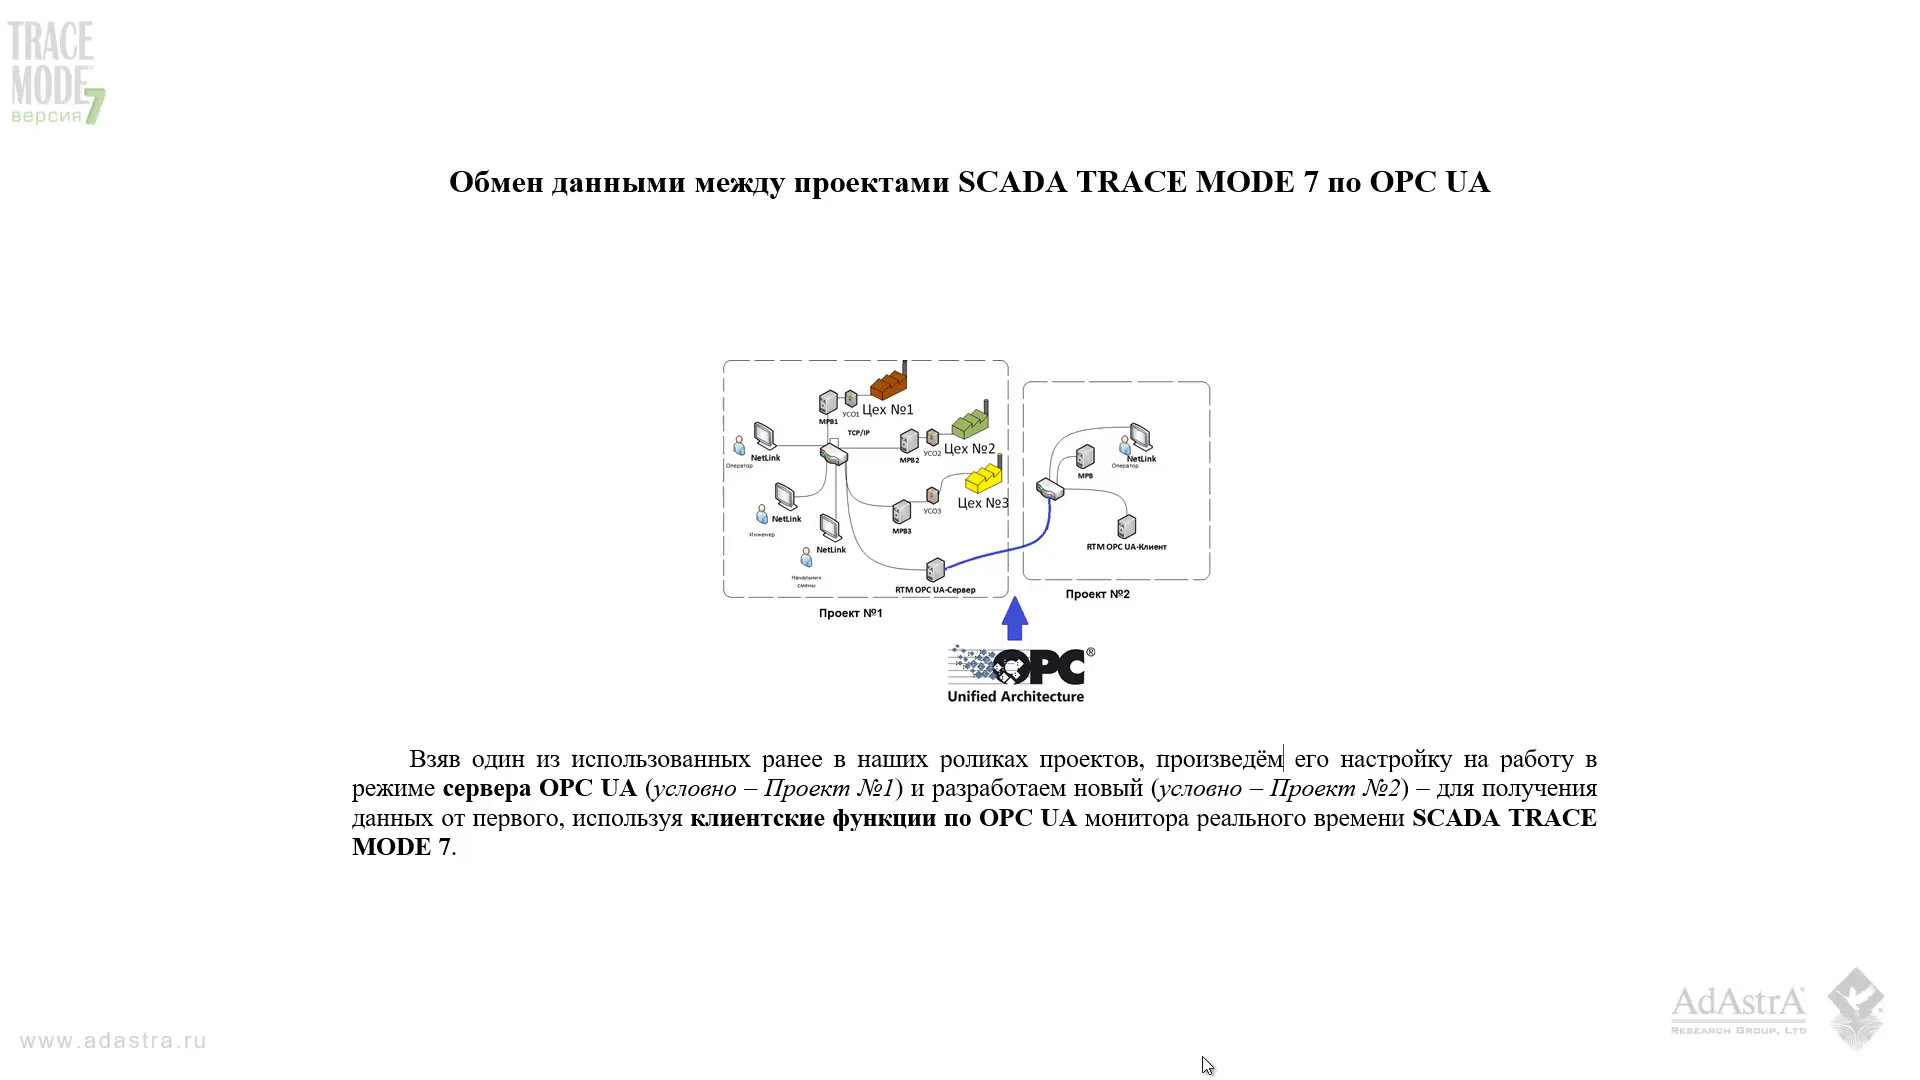 TRACE
MODE 7
версия
Обмен данными между проектами SCADA TRACE MODE 7 по OPC UA
МРВ1
УСО1
Цех №1
TCP/IP
NetLink
Оператор
МРВ2
УСО2
Цех №2
NetLink
Инженер
МРВ3
УСО3
Цех №3
NetLink
Начальник
смены
RTM OPC UA-Сервер
Проект №1
NetLink
Оператор
МРВ
RTM OPC UA-Клиент
Проект №2
OPC®
Unified Architecture
Взяв один из использованных ранее в наших роликах проектов, произведём его настройку на работу в
режиме сервера OPC UA (условно – Проект №1) и разработаем новый (условно – Проект №2) – для получения
данных от первого, используя клиентские функции по OPC UA монитора реального времени SCADA TRACE
MODE 7.
www.adastra.ru
AdAstrA®
RESEARCH GROUP, LTD